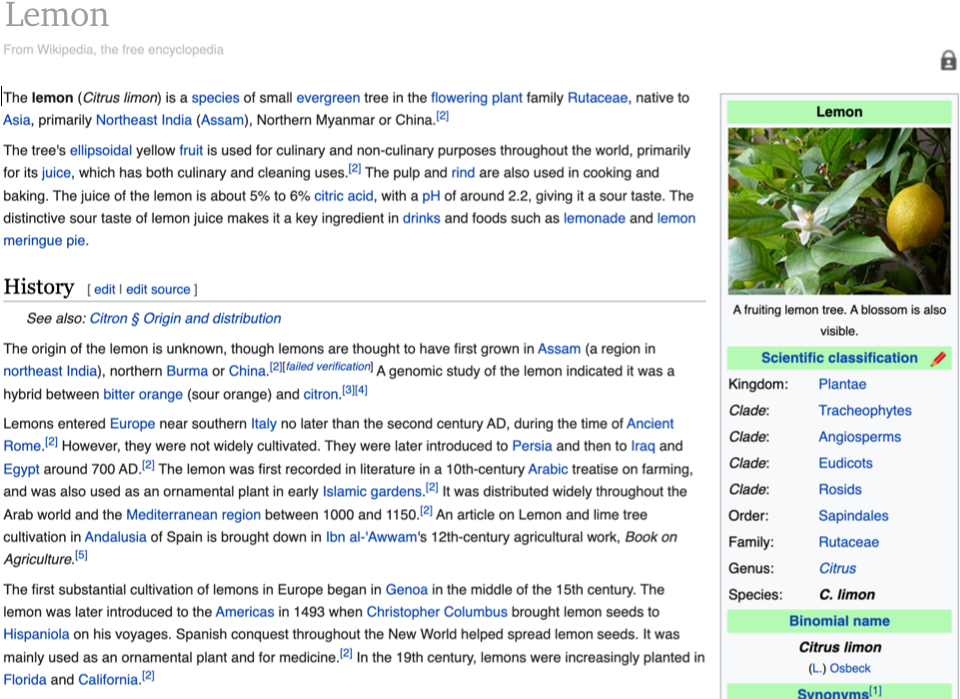 Lemon
From Wikipedia, the free encyclopedia
The lemon (Citrus limon) is a species of small evergreen tree in the flowering plant family Rutaceae, native to
Asia, primarily Northeast India (Assam), Northern Myanmar or China.[2]
The tree's ellipsoidal yellow fruit is used for culinary and non-culinary purposes throughout the world, primarily
for its juice, which has both culinary and cleaning uses.[2] The pulp and rind are also used in cooking and
baking. The juice of the lemon is about 5% to 6% citric acid, with a pH of around 2.2, giving it a sour taste. The
distinctive sour taste of lemon juice makes it a key ingredient in drinks and foods such as lemonade and lemon
meringue pie.
History [ edit | edit source ]
See also: Citron § Origin and distribution
The origin of the lemon is unknown, though lemons are thought to have first grown in Assam (a region in
northeast India), northern Burma or China.[2][failed verification] A genomic study of the lemon indicated it was a
hybrid between bitter orange (sour orange) and citron.[3][4]
Lemons entered Europe near southern Italy no later than the second century AD, during the time of Ancient
Rome.[2] However, they were not widely cultivated. They were later introduced to Persia and then to Iraq and
Egypt around 700 AD.[2] The lemon was first recorded in literature in a 10th-century Arabic treatise on farming,
and was also used as an ornamental plant in early Islamic gardens.[2] It was distributed widely throughout the
Arab world and the Mediterranean region between 1000 and 1150.[2] An article on Lemon and lime tree
cultivation in Andalusia of Spain is brought down in Ibn al-'Awwam's 12th-century agricultural work, Book on
Agriculture.[5]
The first substantial cultivation of lemons in Europe began in Genoa in the middle of the 15th century. The
lemon was later introduced to the Americas in 1493 when Christopher Columbus brought lemon seeds to
Hispaniola on his voyages. Spanish conquest throughout the New World helped spread lemon seeds. It was
mainly used as an ornamental plant and for medicine.[2] In the 19th century, lemons were increasingly planted in
Florida and California.[2]
Lemon
A fruiting lemon tree. A blossom is also
visible.
Scientific classification
Kingdom: Plantae
Clade: Tracheophytes
Clade: Angiosperms
Clade: Eudicots
Clade: Rosids
Order: Sapindales
Family: Rutaceae
Genus: Citrus
Species: C. limon
Binomial name
Citrus limon
(L.) Osbeck
Synonyms[1]